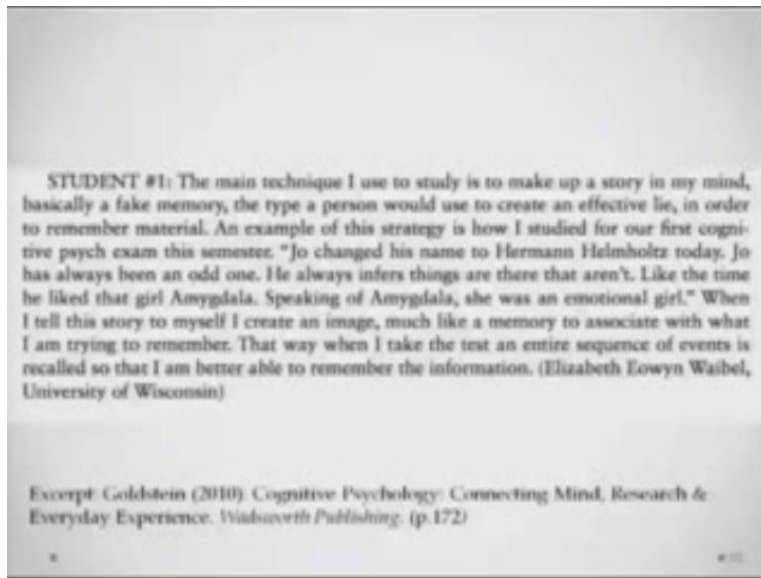 STUDENT #1: The main technique I use to study is to make up a story in my mind,
basically a fake memory, the type a person would use to create an effective lie, in order
to remember material. An example of this strategy is how I studied for our first cogni-
tive psych exam this semester. "Jo changed his name to Hermann Helmholtz today. Jo
has always been an odd one. He always infers things are there that aren't. Like the time
he liked that girl Amygdala. Speaking of Amygdala, she was an emotional girl." When
I tell this story to myself I create an image, much like a memory to associate with what
I am trying to remember. That way when I take the test an entire sequence of events is
recalled so that I am better able to remember the information. (Elizabeth Eowyn Waibel,
University of Wisconsin)
Excerpt: Goldstein (2010). Cognitive Psychology: Connecting Mind, Research &
Everyday Experience. Wadsworth Publishing. (p.172)